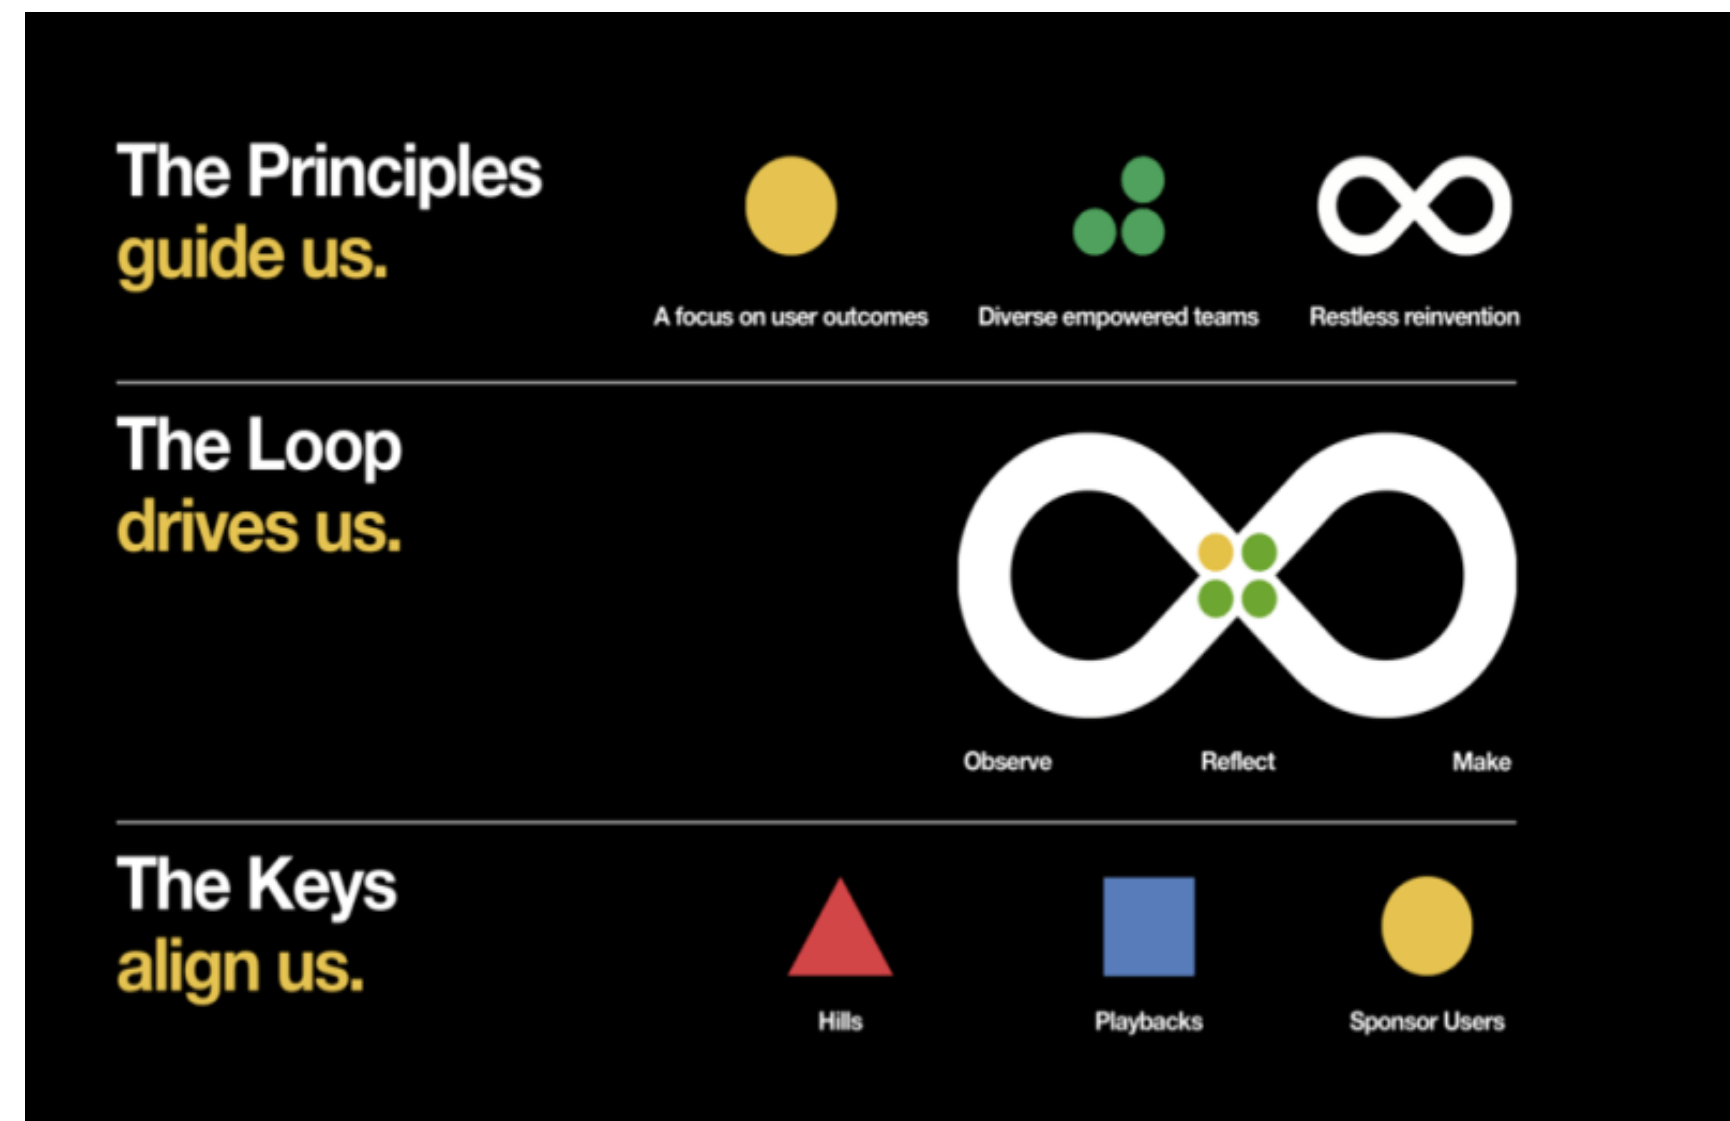 The Principles
guide us.
A focus on user outcomes
Diverse empowered teams
Restless reinvention
The Loop
drives us.
Observe
Reflect
Make
The Keys
align us.
Hills
Playbacks
Sponsor Users